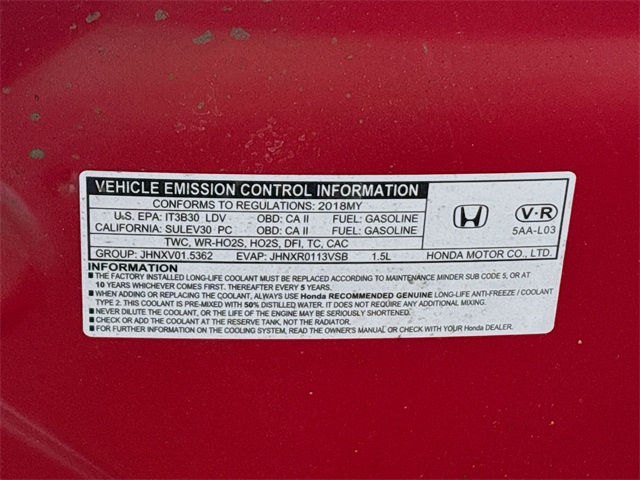 VEHICLE EMISSION CONTROL INFORMATION
CONFORMS TO REGULATIONS: 2018MY
U.S. EPA: IT3B30 LDV OBD: CA II FUEL: GASOLINE
CALIFORNIA: SULEV30 PC OBD: CA II FUEL: GASOLINE
TWC, WR-HO2S, HO2S, DFI, TC, CAC
V-R
5AA-L03
GROUP: JHNXV01.5362 EVAP: JHNXR0113VSB 1.5L HONDA MOTOR CO., LTD.
INFORMATION
■ THE FACTORY INSTALLED LONG-LIFE COOLANT MUST BE REPLACED ACCORDING TO MAINTENANCE MINDER SUB CODE 5, OR AT
10 YEARS WHICHEVER COMES FIRST. THEREAFTER EVERY 5 YEARS.
■ WHEN ADDING OR REPLACING THE COOLANT, ALWAYS USE Honda RECOMMENDED GENUINE LONG-LIFE ANTI-FREEZE / COOLANT
TYPE 2. THIS COOLANT IS PRE-MIXED WITH 50% DISTILLED WATER AND DOES NOT REQUIRE ADDITIONAL MIXING.
■ NEVER DILUTE THE COOLANT, OR THE LIFE OF THE ENGINE MAY BE SERIOUSLY SHORTENED.
■ CHECK OR ADD THE COOLANT AT THE RESERVE TANK, NOT THE RADIATOR.
■ FOR FURTHER INFORMATION ON THE COOLING SYSTEM, READ THE OWNER'S MANUAL OR CHECK WITH YOUR Honda DEALER.